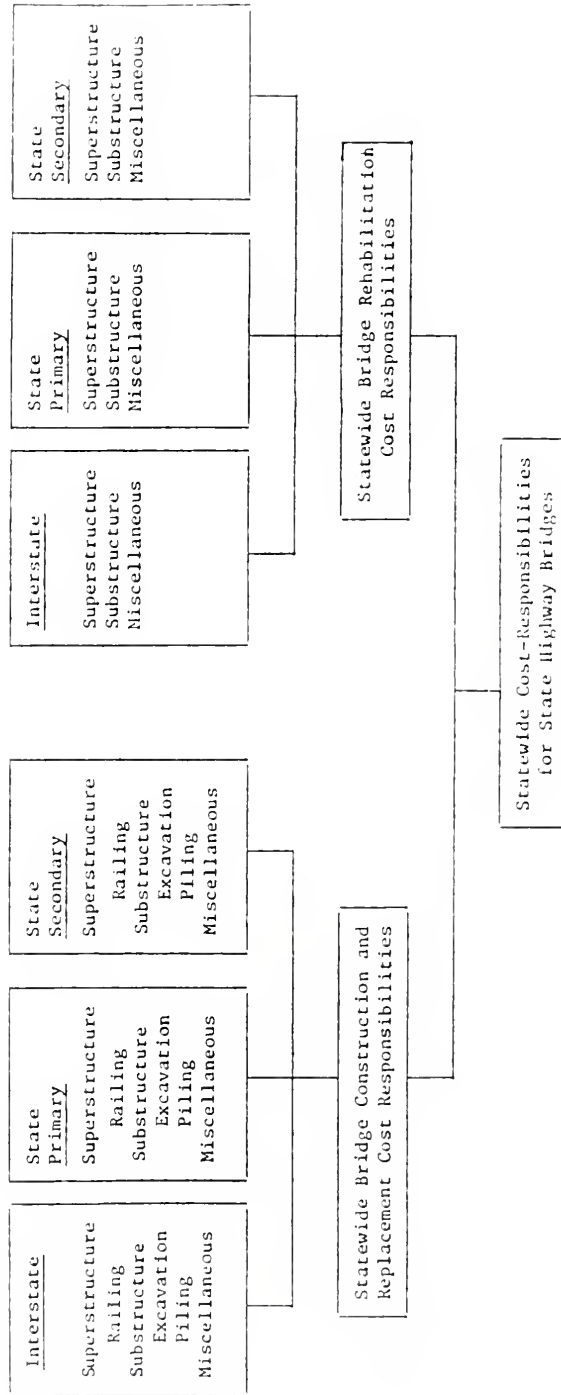 Interstate
Superstructure
Railing
Substructure
Excavation
Piling
Miscellaneous
State
Primary
Superstructure
Railing
Substructure
Excavation
Piling
Miscellaneous
State
Secondary
Superstructure
Railing
Substructure
Excavation
Piling
Miscellaneous
Interstate
Superstructure
Substructure
Miscellaneous
State
Primary
Superstructure
Substructure
Miscellaneous
State
Secondary
Superstructure
Substructure
Miscellaneous
Statewide Bridge Construction and
Replacement Cost Responsibilities
Statewide Bridge Rehabilitation
Cost Responsibilities
Statewide Cost-Responsibilities
for State Highway Bridges